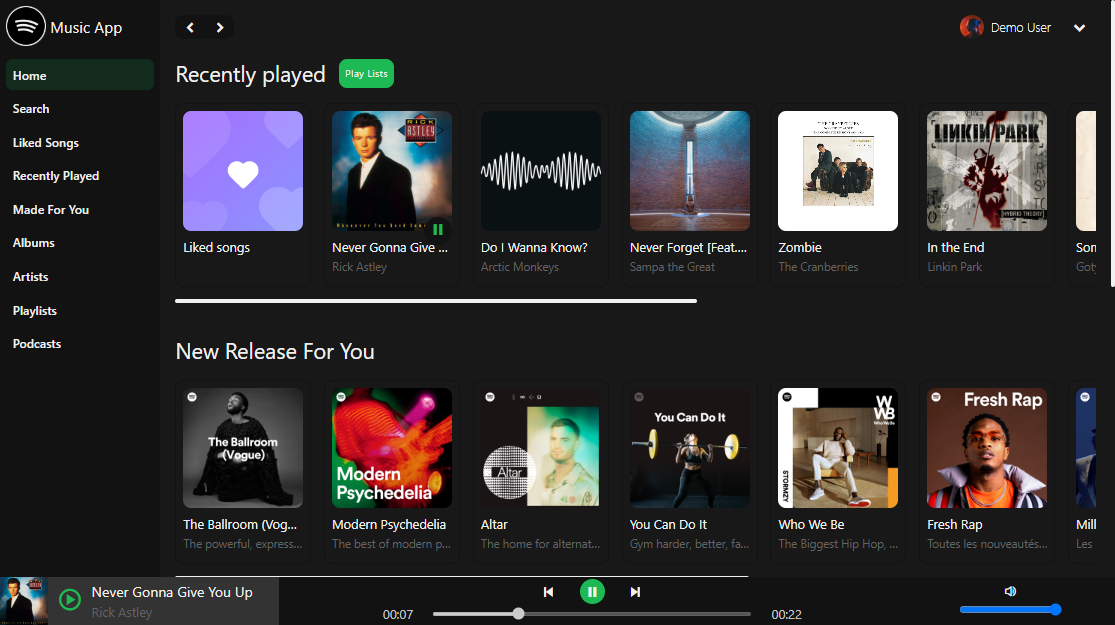 Music App
Demo User
Home
Search
Liked Songs
Recently Played
Made For You
Albums
Artists
Playlists
Podcasts
Recently played
Play Lists
RICK
ASTLEY
LINKIN PARK
[HYBRID THEORY]
Liked songs
Never Gonna Give ...
Do I Wanna Know?
Never Forget [Feat....
Zombie
In the End
Rick Astley
Arctic Monkeys
Sampa the Great
The Cranberries
Linkin Park
New Release For You
The Ballroom
(Vogue)
Modern
Psychedelia
Altar
You Can Do It
WWB
Who We Be
STORMZY
Fresh Rap
The Ballroom (Vog...
Modern Psychedelia
Altar
You Can Do It
Who We Be
Fresh Rap
Mill
The powerful, express...
The best of modern p...
The home for alternat...
Gym harder, better, fa...
The Biggest Hip Hop, ...
Toutes les nouveautés...
Les
Never Gonna Give You Up
Rick Astley
00:07
00:22